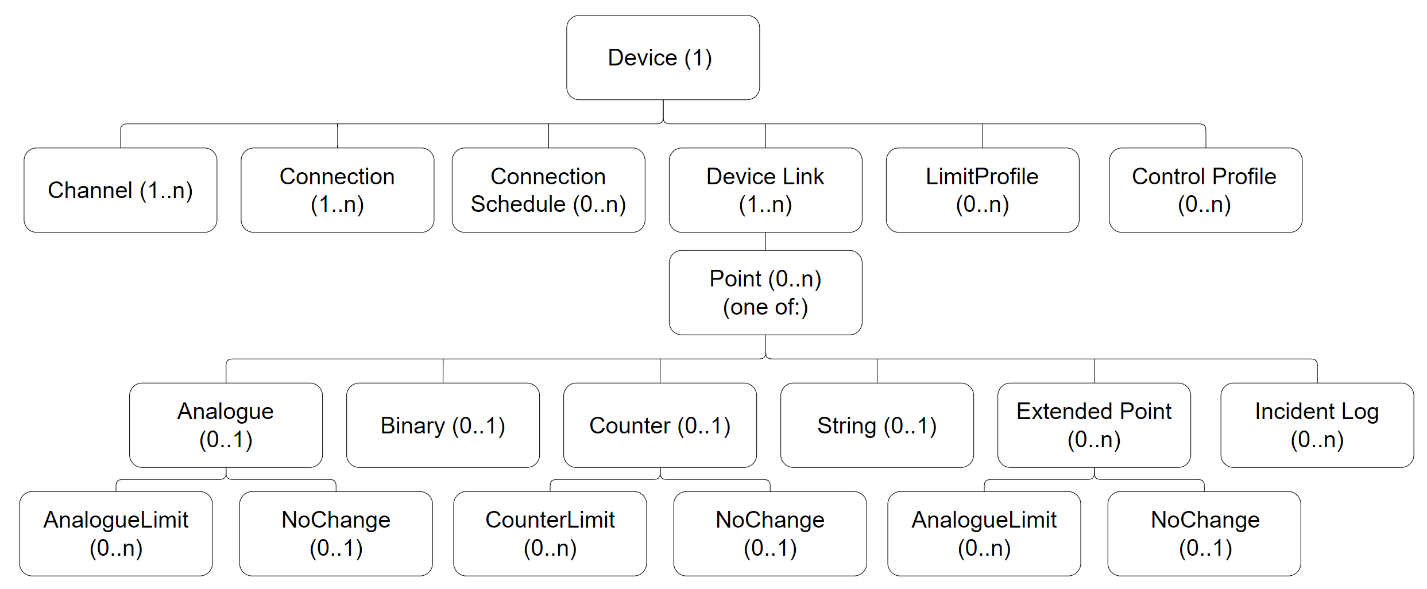 Device (1)
Channel (1..n)
Connection
(1..n)
Connection
Schedule (0..n)
Device Link
(1..n)
LimitProfile
(0..n)
Control Profile
(0..n)
Point (0..n)
(one of:)
Analogue
(0..1)
Binary (0..1)
Counter (0..1)
String (0..1)
Extended Point
(0..n)
Incident Log
(0..n)
AnalogueLimit
(0..n)
NoChange
(0..1)
CounterLimit
(0..n)
NoChange
(0..1)
AnalogueLimit
(0..n)
NoChange
(0..1)